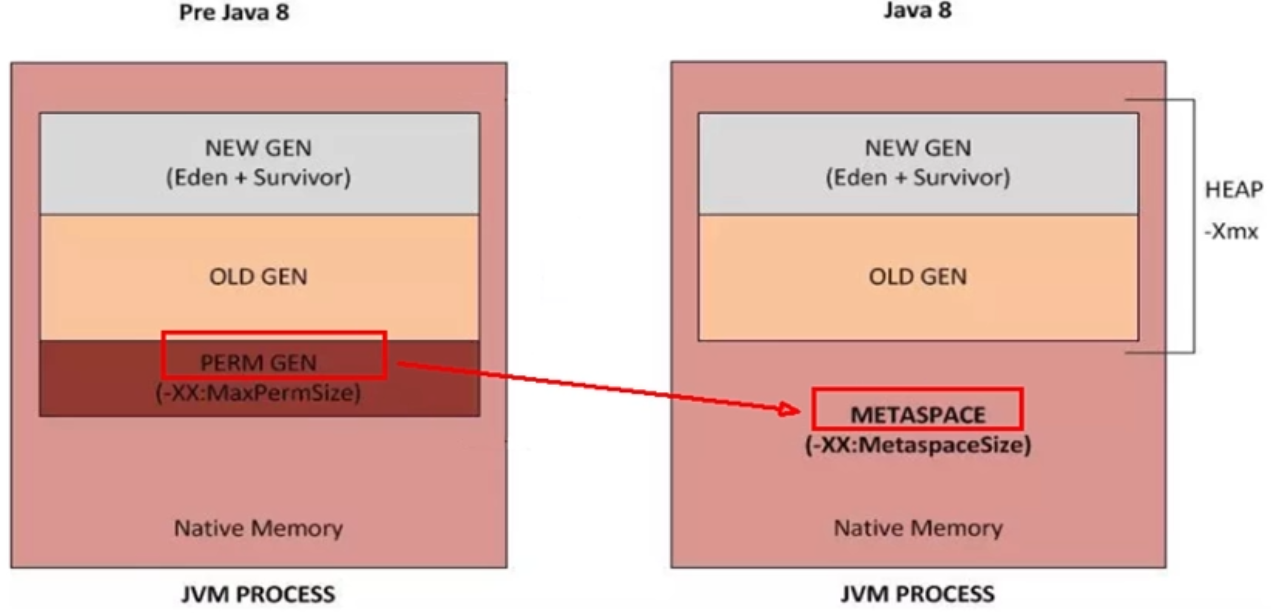 Pre Java 8
NEW GEN
(Eden + Survivor)
OLD GEN
PERM GEN
(-XX:MaxPermSize)
Native Memory
JVM PROCESS
Java 8
NEW GEN
(Eden + Survivor)
OLD GEN
HEAP
-Xmx
METASPACE
(-XX:MetaspaceSize)
Native Memory
JVM PROCESS